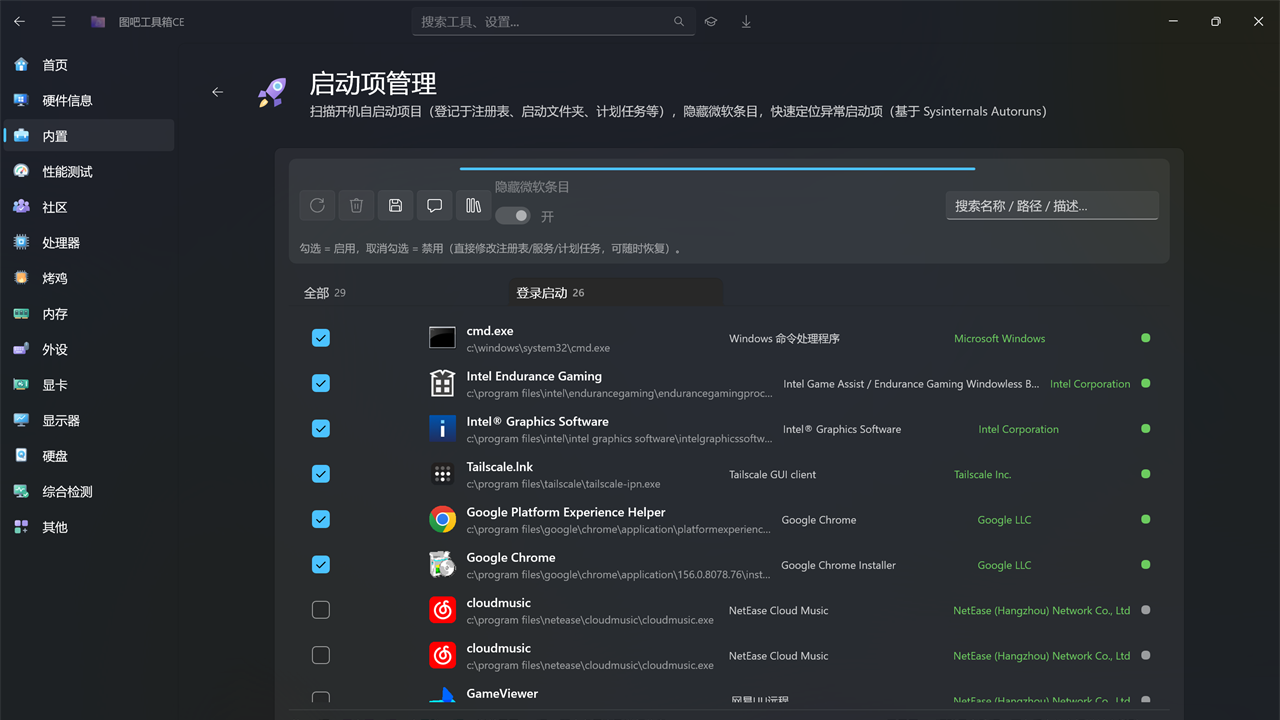 图吧工具箱CE
搜索工具、设置...
首页
硬件信息
内置
性能测试
社区
处理器
烤鸡
内存
外设
显卡
显示器
硬盘
综合检测
其他
启动项管理
扫描开机自启动项目（登记于注册表、启动文件夹、计划任务等），隐藏微软条目，快速定位异常启动项（基于 Sysinternals Autoruns）
隐藏微软条目
开
搜索名称 / 路径 / 描述...
勾选 = 启用，取消勾选 = 禁用（直接修改注册表/服务/计划任务，可随时恢复）。
全部 29
登录启动 26
cmd.exe
c:\windows\system32\cmd.exe
Windows 命令处理程序
Microsoft Windows
Intel Endurance Gaming
c:\program files\intel\endurancegaming\endurancegamingproc...
Intel Game Assist / Endurance Gaming Windowless B...
Intel Corporation
Intel® Graphics Software
c:\program files\intel\intel graphics software\intelgraphicssoftw...
Intel® Graphics Software
Intel Corporation
Tailscale.lnk
c:\program files\tailscale\tailscale-ipn.exe
Tailscale GUI client
Tailscale Inc.
Google Platform Experience Helper
c:\program files\google\chrome\application\platformexperienc...
Google Chrome
Google LLC
Google Chrome
c:\program files\google\chrome\application\156.0.8078.76\inst...
Google Chrome Installer
Google LLC
cloudmusic
c:\program files\netease\cloudmusic\cloudmusic.exe
NetEase Cloud Music
NetEase (Hangzhou) Network Co., Ltd
cloudmusic
c:\program files\netease\cloudmusic\cloudmusic.exe
NetEase Cloud Music
NetEase (Hangzhou) Network Co., Ltd
GameViewer
网易UU远程
NetEase (Hangzhou) Network Co., Ltd